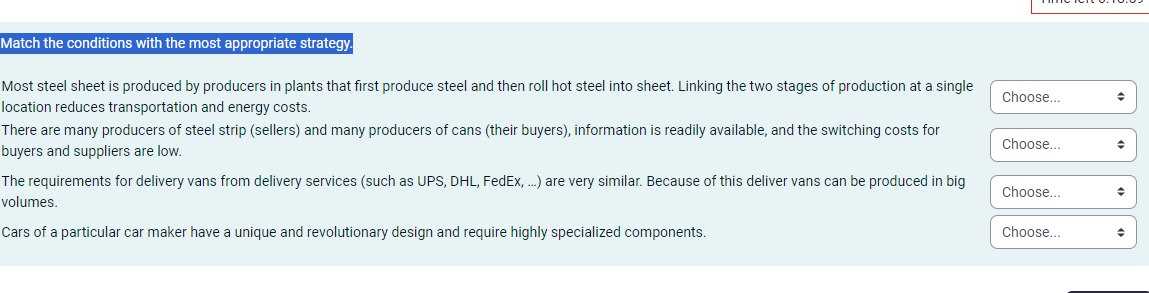 Match the conditions with the most appropriate strategy.
Most steel sheet is produced by producers in plants that first produce steel and then roll hot steel into sheet. Linking the two stages of production at a single
location reduces transportation and energy costs.
Choose...
There are many producers of steel strip (sellers) and many producers of cans (their buyers), information is readily available, and the switching costs for
buyers and suppliers are low.
Choose...
The requirements for delivery vans from delivery services (such as UPS, DHL, FedEx, ...) are very similar. Because of this deliver vans can be produced in big
volumes.
Choose...
Cars of a particular car maker have a unique and revolutionary design and require highly specialized components.
Choose...